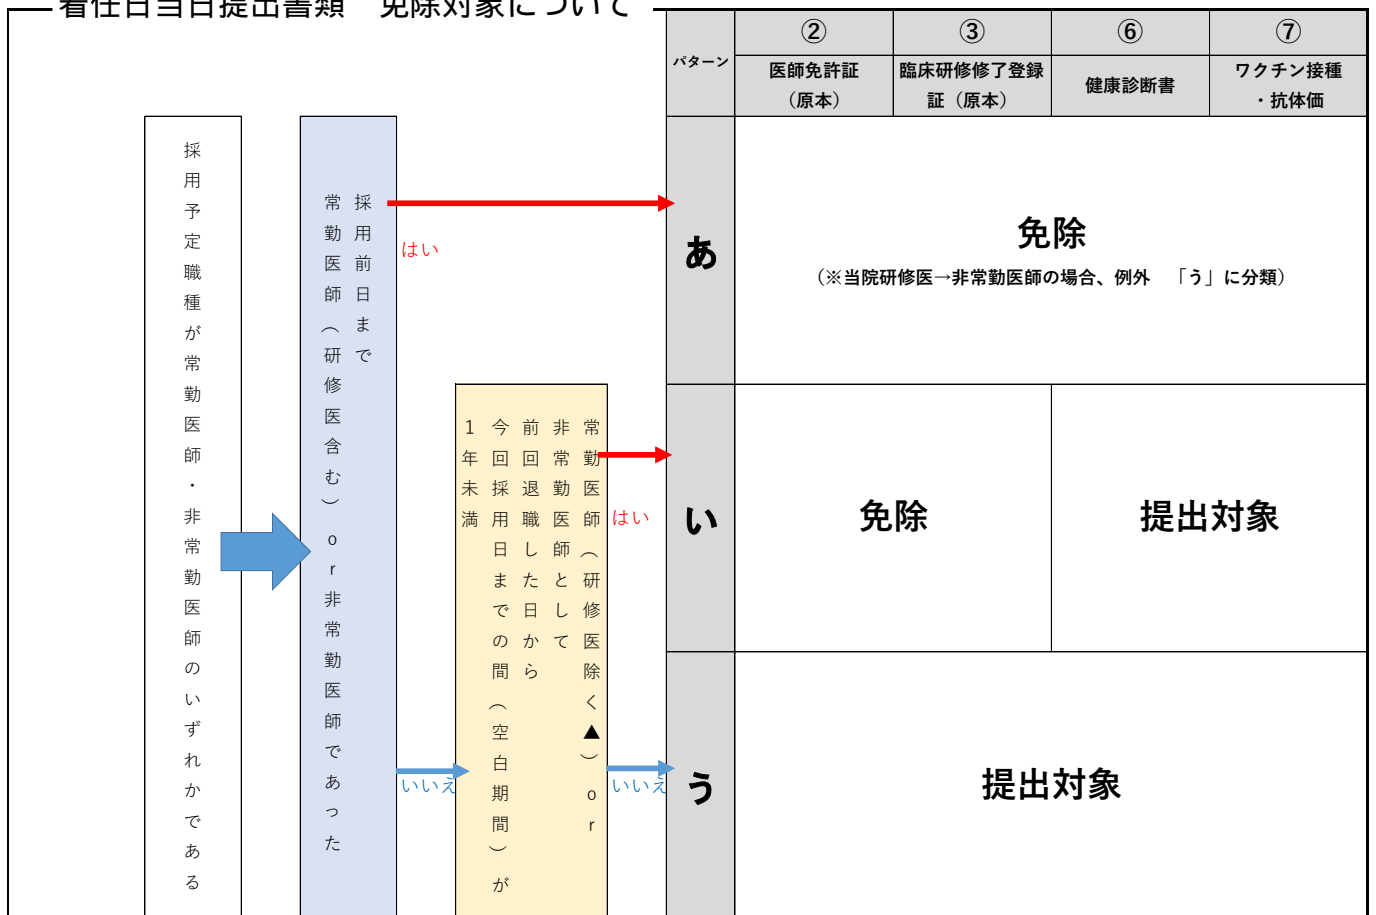 着任日当日提出書類　免除対象について
パターン
②
③
⑥
⑦
医師免許証
（原本）
臨床研修修了登録
証（原本）
健康診断書
ワクチン接種
・抗体価
採用予定職種が常勤医師・非常勤医師のいずれかである
採用前日まで
常勤医師（研修医含む）or非常勤医師であった
はい
いいえ
常勤医師（研修医除く▲）or
非常勤医師として
前回退職した日から
今回採用日までの間（空白期間）が
1年未満
はい
いいえ
あ
免除
（※当院研修医→非常勤医師の場合、例外　「う」に分類）
い
免除
提出対象
う
提出対象